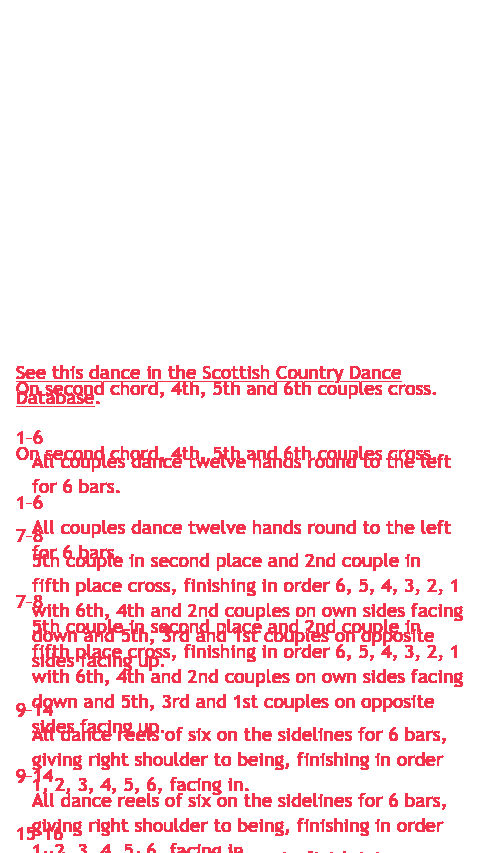 See this dance in the Scottish Country Dance
On second chord, 4th, 5th and 6th couples cross.
Database.
1-6
On second chord, 4th, 5th and 6th couples cross.
All couples dance twelve hands round to the left
for 6 bars.
1-6
All couples dance twelve hands round to the left
7-8
for 6 bars.
5th couple in second place and 2nd couple in
fifth place cross, finishing in order 6, 5, 4, 3, 2, 1
7-8
with 6th, 4th and 2nd couples on own sides facing
5th couple in second place and 2nd couple in
down and 5th, 3rd and 1st couples on opposite
fifth place cross, finishing in order 6, 5, 4, 3, 2, 1
sides facing up.
with 6th, 4th and 2nd couples on own sides facing
down and 5th, 3rd and 1st couples on opposite
9-14
sides facing up.
All dance reels of six on the sidelines for 6 bars,
giving right shoulder to being, finishing in order
9-14
1, 2, 3, 4, 5, 6, facing in.
All dance reels of six on the sidelines for 6 bars,
giving right shoulder to being, finishing in order
15-16
1, 2, 3, 4, 5, 6, facing in.